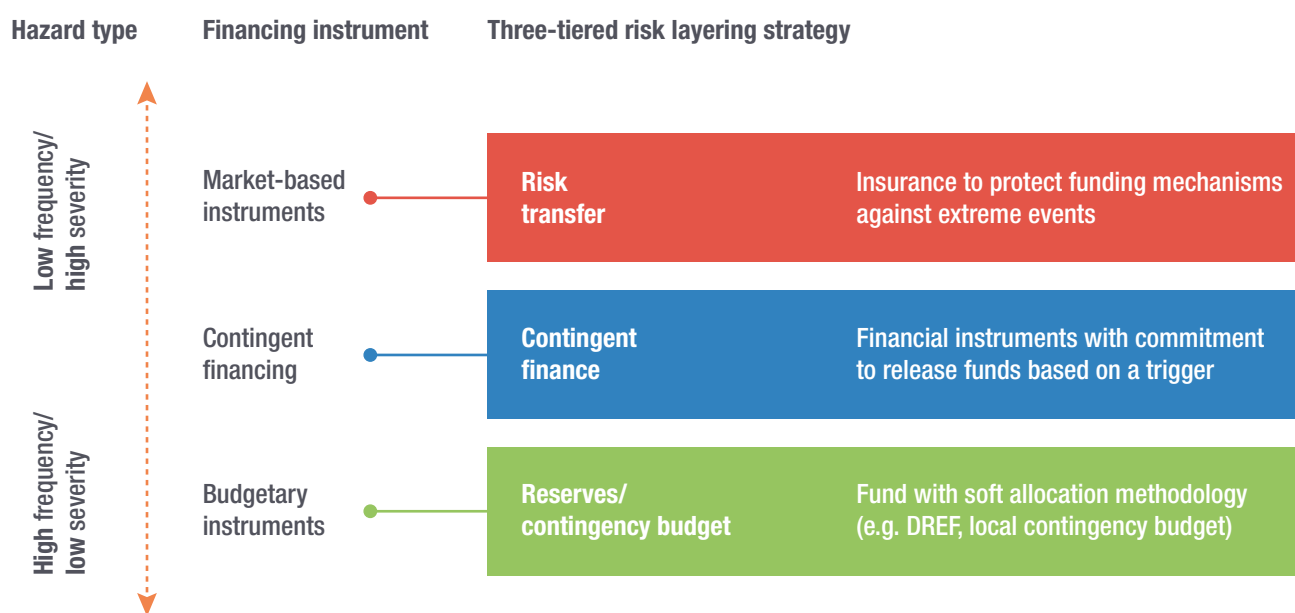 Hazard type
Financing instrument
Three-tiered risk layering strategy
Low frequency/
high severity
Market-based
instruments
Risk
transfer
Insurance to protect funding mechanisms
against extreme events
Contingent
financing
Contingent
finance
Financial instruments with commitment
to release funds based on a trigger
High frequency/
low severity
Budgetary
instruments
Reserves/
contingency budget
Fund with soft allocation methodology
(e.g. DREF, local contingency budget)